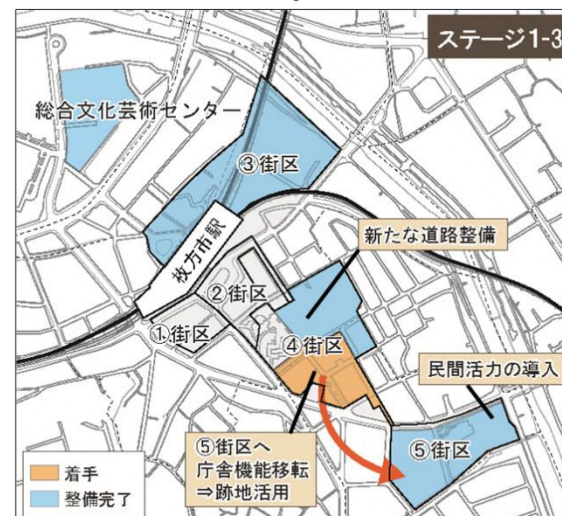 ステージ1-3
総合文化芸術センター
③街区
枚方市駅
新たな道路整備
②街区
①街区
④街区
民間活力の導入
⑤街区へ
庁舎機能移転
⇒跡地活用
⑤街区
着手
整備完了